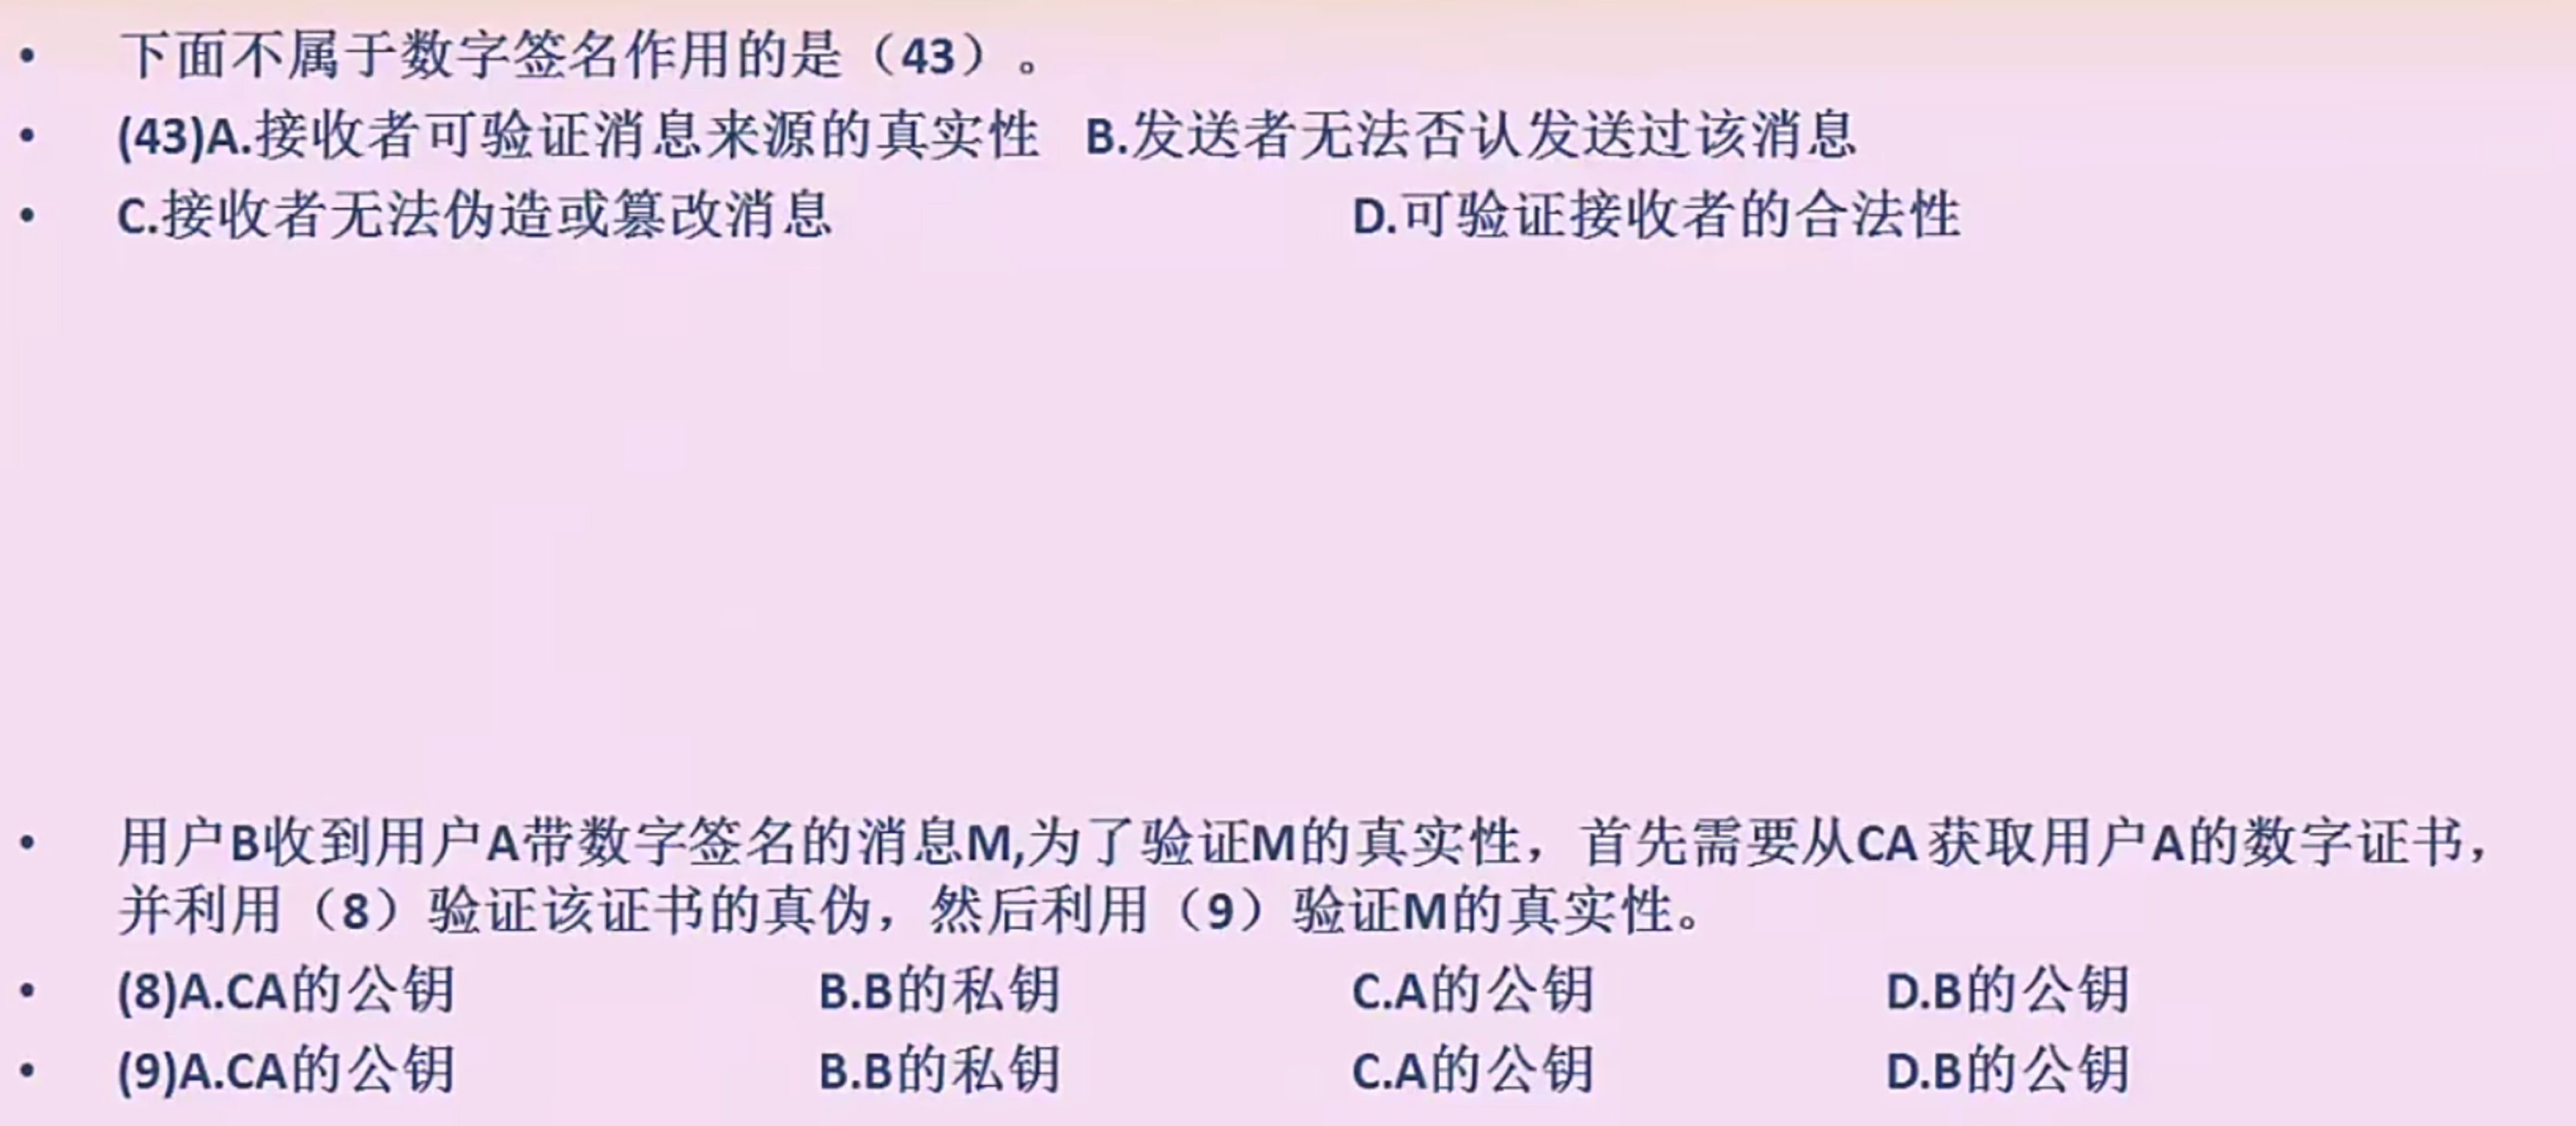 • 下面不属于数字签名作用的是（43）。
• (43)A.接收者可验证消息来源的真实性 B.发送者无法否认发送过该消息
• C.接收者无法伪造或篡改消息 D.可验证接收者的合法性
• 用户B收到用户A带数字签名的消息M,为了验证M的真实性，首先需要从CA 获取用户A的数字证书，
并利用（8）验证该证书的真伪，然后利用（9）验证M的真实性。
• (8)A.CA的公钥 B.B的私钥 C.A的公钥 D.B的公钥
• (9)A.CA的公钥 B.B的私钥 C.A的公钥 D.B的公钥